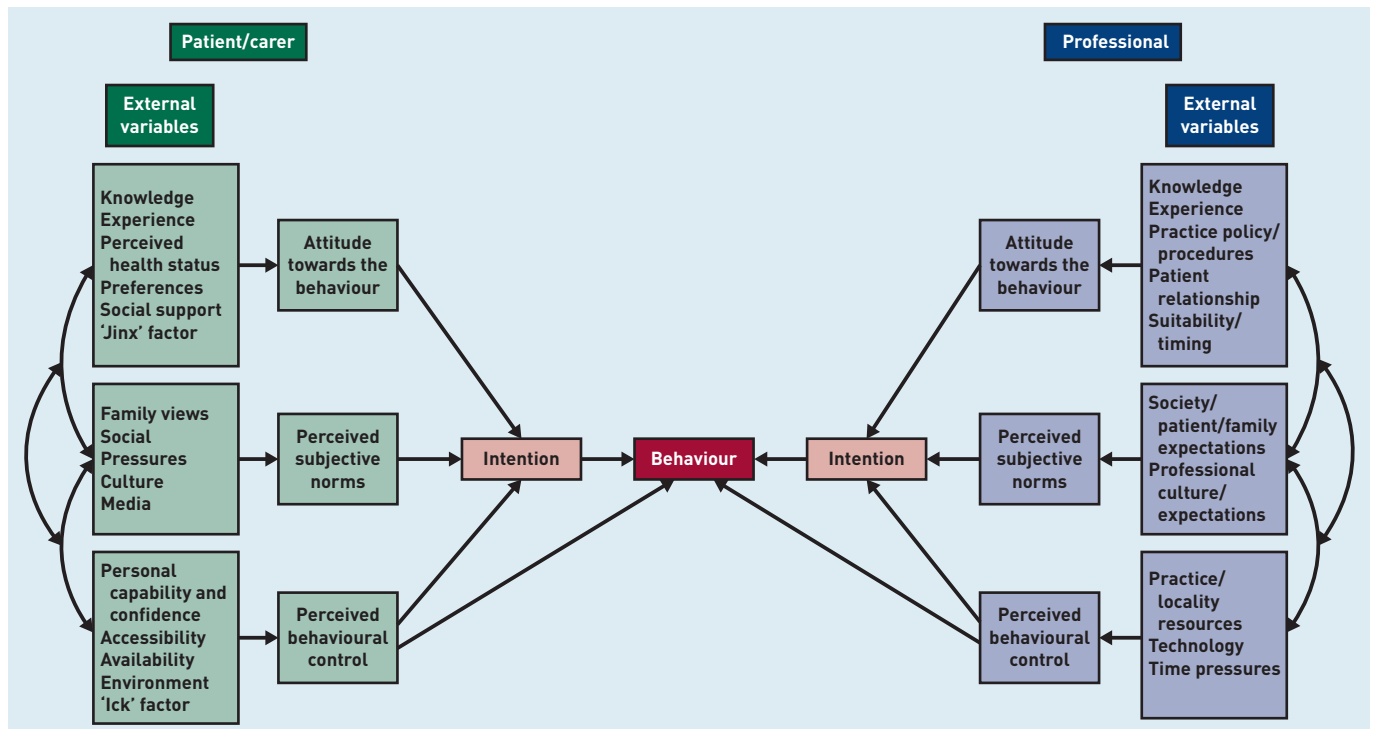 Patient/carer
Professional
External
variables
External
variables
Knowledge
Experience
Perceived
health status
Preferences
Social support
‘Jinx’ factor
Attitude
towards the
behaviour
Attitude
towards the
behaviour
Knowledge
Experience
Practice policy/
procedures
Patient
relationship
Suitability/
timing
Family views
Social
Pressures
Culture
Media
Perceived
subjective
norms
Intention
Behaviour
Intention
Perceived
subjective
norms
Society/
patient/family
expectations
Professional
culture/
expectations
Personal
capability and
confidence
Accessibility
Availability
Environment
‘Ick’ factor
Perceived
behavioural
control
Perceived
behavioural
control
Practice/
locality
resources
Technology
Time pressures